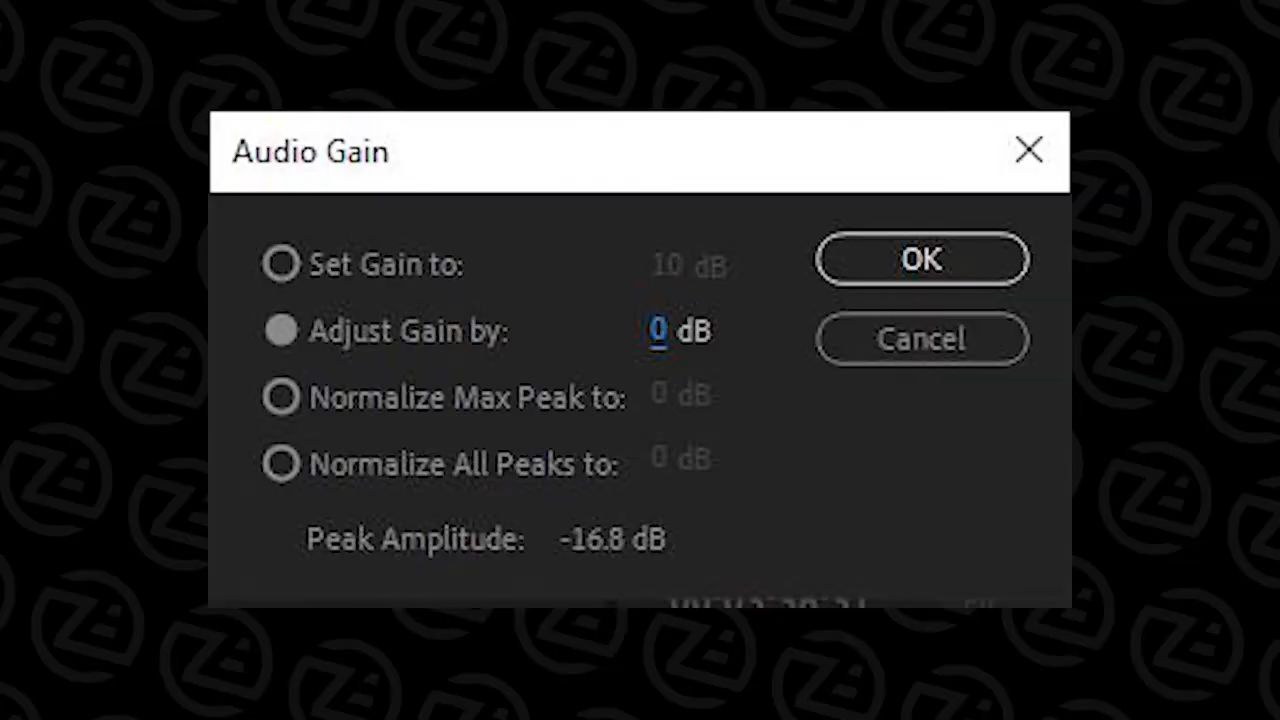 Audio Gain
Set Gain to: 10 dB
OK
Adjust Gain by: 0 dB
Cancel
Normalize Max Peak to: 0 dB
Normalize All Peaks to: 0 dB
Peak Amplitude: -16.8 dB